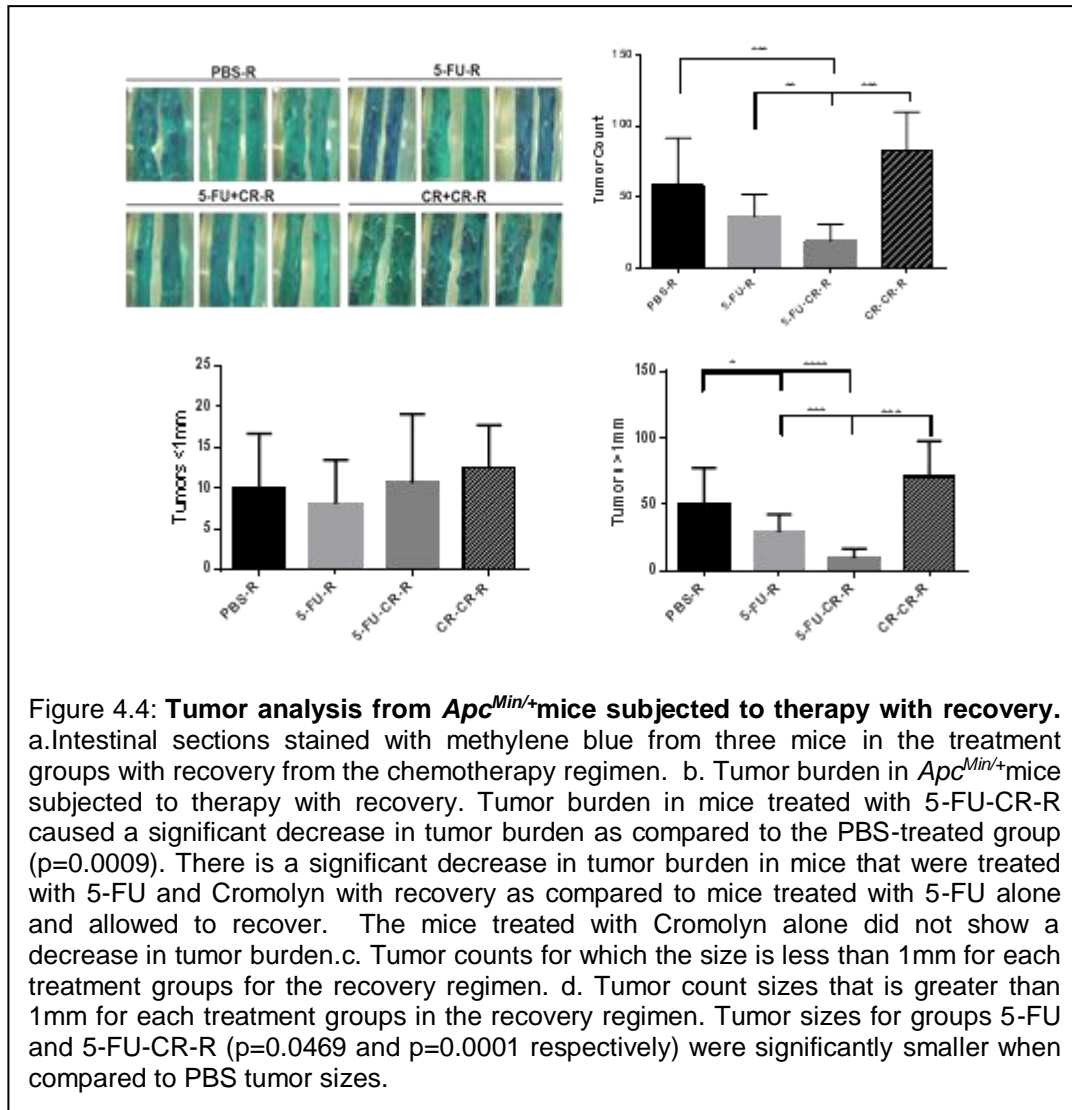 PBS-R
5-FU-R
5-FU+CR-R
CR+CR-R
150
100
50
0
Tumor Count
PBS-R
5-FU-R
5-FU-CR-R
CR-CR-R
***
**
***
25
20
15
10
5
0
Tumors <1mm
PBS-R
5-FU-R
5-FU-CR-R
CR-CR-R
150
100
50
0
Tumors >1mm
PBS-R
5-FU-R
5-FU-CR-R
CR-CR-R
*
****
***
***
Figure 4.4: Tumor analysis from Apc^Min/+mice subjected to therapy with recovery.
a.Intestinal sections stained with methylene blue from three mice in the treatment
groups with recovery from the chemotherapy regimen. b. Tumor burden in Apc^Min/+mice
subjected to therapy with recovery. Tumor burden in mice treated with 5-FU-CR-R
caused a significant decrease in tumor burden as compared to the PBS-treated group
(p=0.0009). There is a significant decrease in tumor burden in mice that were treated
with 5-FU and Cromolyn with recovery as compared to mice treated with 5-FU alone
and allowed to recover. The mice treated with Cromolyn alone did not show a
decrease in tumor burden.c. Tumor counts for which the size is less than 1mm for each
treatment groups for the recovery regimen. d. Tumor count sizes that is greater than
1mm for each treatment groups in the recovery regimen. Tumor sizes for groups 5-FU
and 5-FU-CR-R (p=0.0469 and p=0.0001 respectively) were significantly smaller when
compared to PBS tumor sizes.